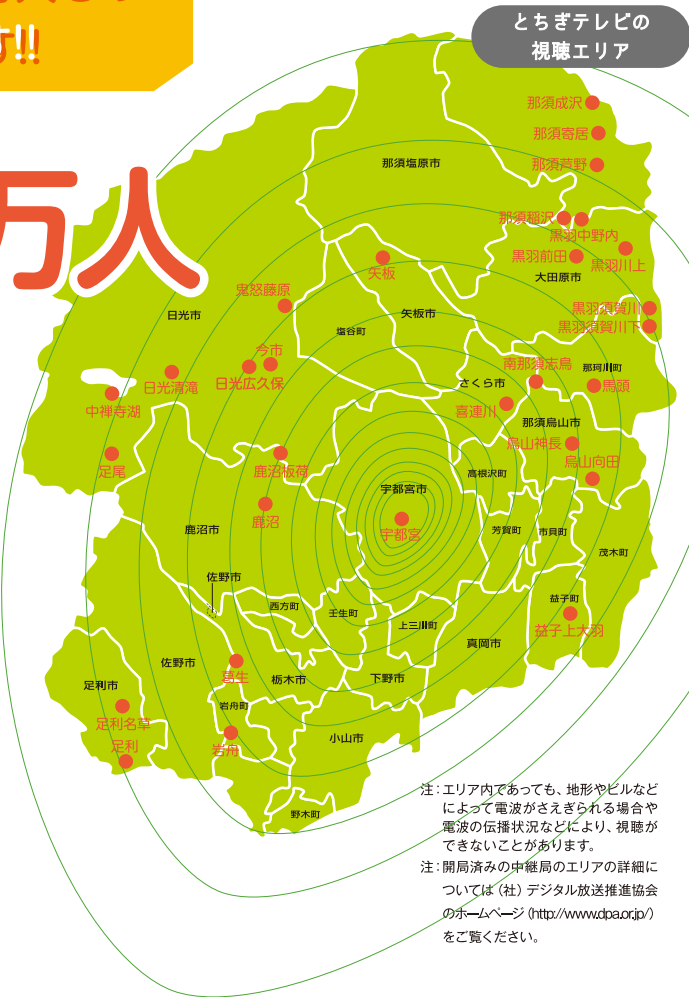 す!!
とちぎテレビの
視聴エリア
万人
那須成沢
那須寄居
那須塩原市
那須芦野
那須稲沢
黒羽中野内
黒羽前田
黒羽川上
大田原市
矢板
鬼怒藤原
日光市
矢板市
塩谷町
黒羽須賀川
黒羽須賀川下
今市
日光広久保
日光清滝
中禅寺湖
南那須志鳥
さくら市
那珂川町
馬頭
喜連川
那須烏山市
烏山神長
烏山向田
足尾
鹿沼板荷
高根沢町
宇都宮市
鹿沼
宇都宮
鹿沼市
芳賀町
市貝町
茂木町
佐野市
西方町
壬生町
上三川町
益子町
益子上大羽
真岡市
佐野市
葛生
栃木市
下野市
足利市
足利名草
岩舟町
足利
岩舟
小山市
野木町
注:エリア内であっても、地形やビルなど
によって電波がさえぎられる場合や
電波の伝播状況などにより、視聴が
できないことがあります。
注:開局済みの中継局のエリアの詳細に
ついては(社)デジタル放送推進協会
のホームページ(http://www.dpa.or.jp/)
をご覧ください。